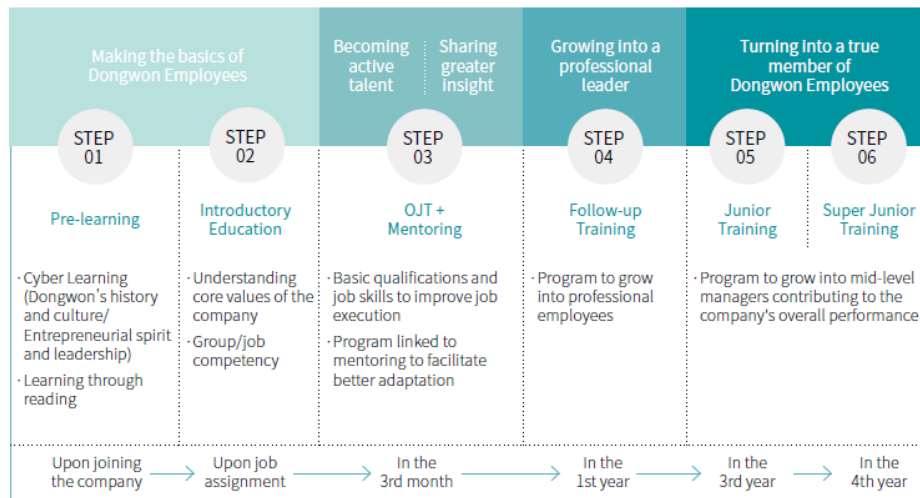 Making the basics of
Dongwon Employees
Becoming
active
talent
Sharing
greater
insight
Growing into a
professional
leader
Turning into a true
member of
Dongwon Employees
STEP
01
STEP
02
STEP
03
STEP
04
STEP
05
STEP
06
Pre-learning
Introductory
Education
OJT +
Mentoring
Follow-up
Training
Junior
Training
Super Junior
Training
· Cyber Learning
(Dongwon's history
and culture/
Entrepreneurial spirit
and leadership)
· Learning through
reading
· Understanding
core values of the
company
· Group/job
competency
· Basic qualifications and
job skills to improve job
execution
· Program linked to
mentoring to facilitate
better adaptation
· Program to grow
into professional
employees
· Program to grow into mid-level
managers contributing to the
company's overall performance
Upon joining
the company
Upon job
assignment
In the
3rd month
In the
1st year
In the
3rd year
In the
4th year